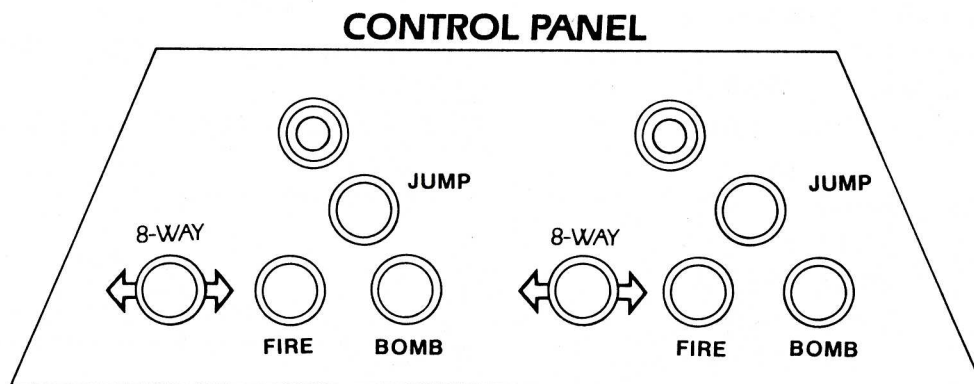 CONTROL PANEL
JUMP JUMP
8-WAY 8-WAY
FIRE BOMB FIRE BOMB